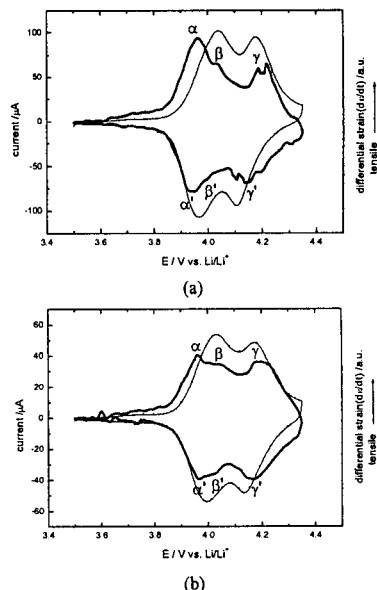 100
50
0
-50
-100
current /μA
α
β
γ
α'
β'
γ'
3.4
3.6
3.8
4.0
4.2
4.4
E / V vs. Li/Li⁺
differential strain(dε/dt) /a.u.
tensile
(a)
60
40
20
0
-20
-40
-60
current /μA
α
β
γ
α'
β'
γ'
3.4
3.6
3.8
4.0
4.2
4.4
E / V vs. Li/Li⁺
differential strain(dε/dt) /a.u.
tensile
(b)